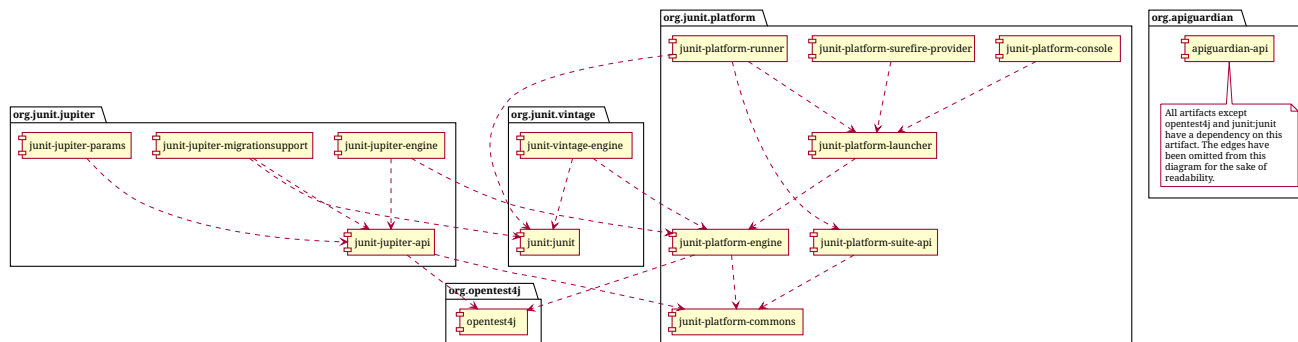 org.junit.platform
org.apiguardian
junit-platform-runner
junit-platform-surefire-provider
junit-platform-console
apiguardian-api
org.junit.jupiter
org.junit.vintage
All artifacts except
opentest4j and junit:junit
have a dependency on this
artifact. The edges have
been omitted from this
diagram for the sake of
readability.
junit-jupiter-params
junit-jupiter-migrationsupport
junit-jupiter-engine
junit-vintage-engine
junit-platform-launcher
junit-jupiter-api
junit:junit
junit-platform-engine
junit-platform-suite-api
org.opentest4j
opentest4j
junit-platform-commons